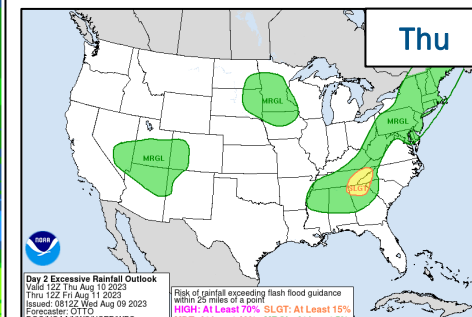 Thu
MRGL
MRGL
MRGL
SLGT
NOAA
Day 2 Excessive Rainfall Outlook
Valid 12Z Thu Aug 10 2023
Thru 12Z Fri Aug 11 2023
Issued: 0812Z Wed Aug 09 2023
Forecaster: OTTO
Risk of rainfall exceeding flash flood guidance
within 25 miles of a point
HIGH: At Least 70% SLGT: At Least 15%